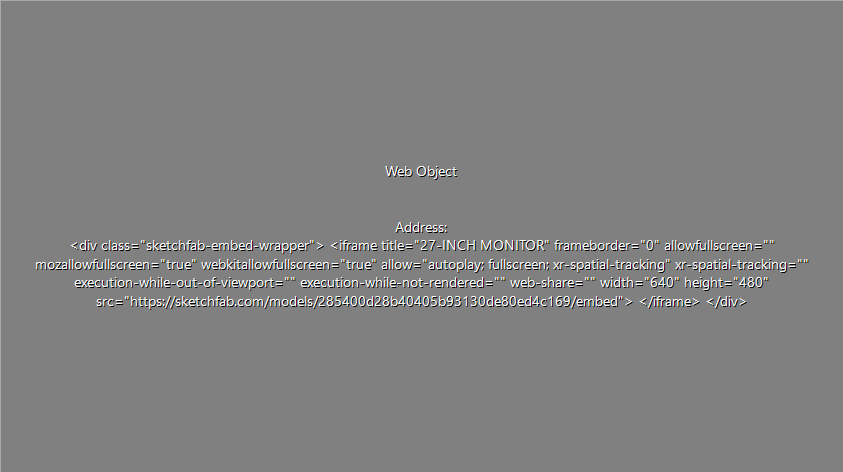 Web Object
Address:
<div class="sketchfab-embed-wrapper"> <iframe title="27-INCH MONITOR" frameborder="0" allowfullscreen=""
mozallowfullscreen="true" webkitallowfullscreen="true" allow="autoplay; fullscreen; xr-spatial-tracking" xr-spatial-tracking=""
execution-while-out-of-viewport="" execution-while-not-rendered="" web-share="" width="640" height="480"
src="https://sketchfab.com/models/285400d28b40405b93130de80ed4c169/embed"> </iframe> </div>